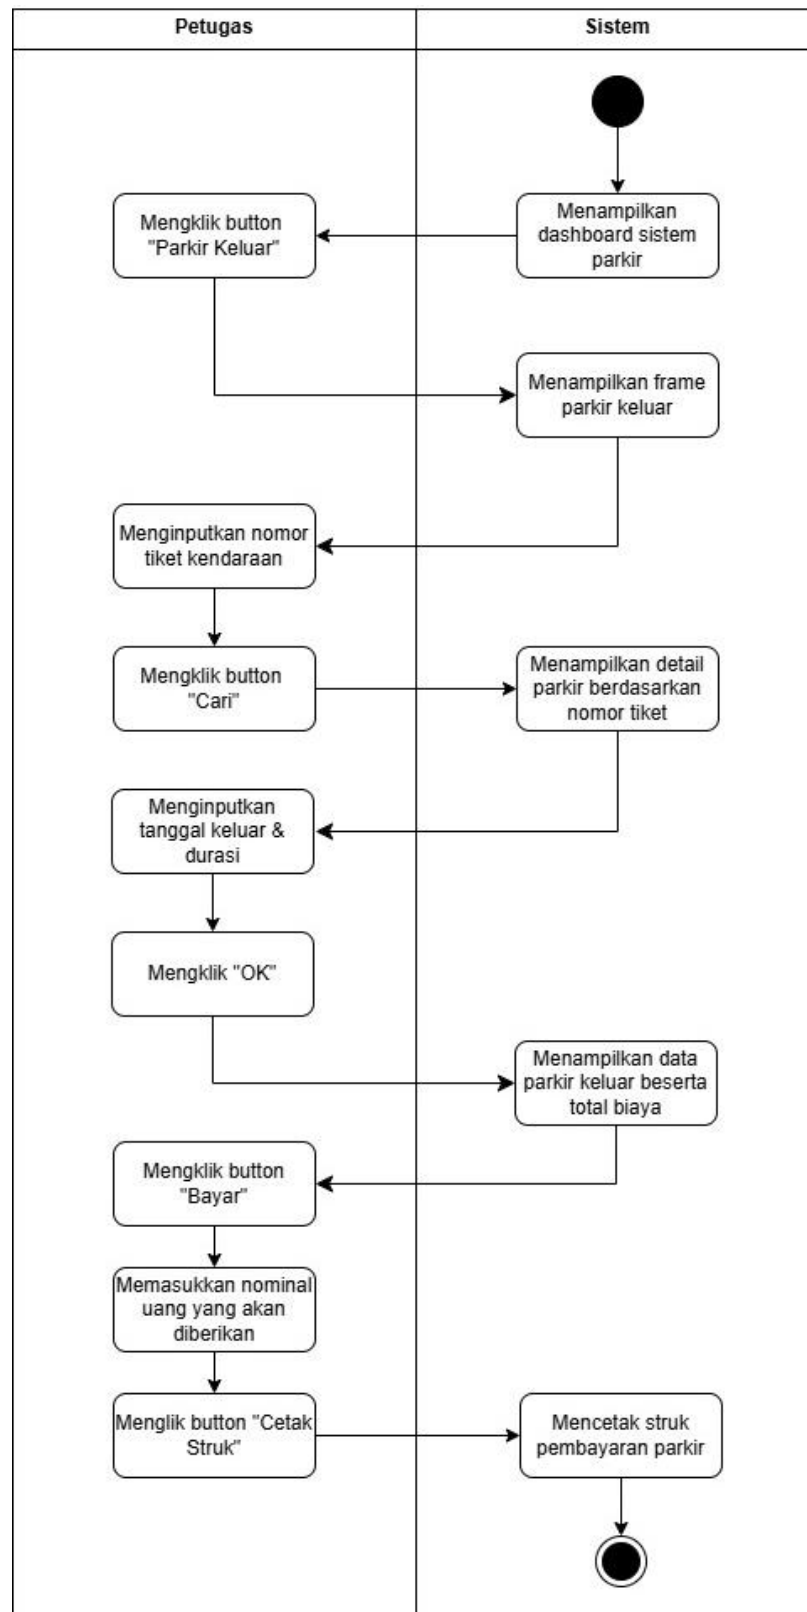 Petugas
Sistem
Menampilkan
dashboard sistem
parkir
Mengklik button
"Parkir Keluar"
Menampilkan frame
parkir keluar
Menginputkan nomor
tiket kendaraan
Mengklik button
"Cari"
Menampilkan detail
parkir berdasarkan
nomor tiket
Menginputkan
tanggal keluar &
durasi
Mengklik "OK"
Menampilkan data
parkir keluar beserta
total biaya
Mengklik button
"Bayar"
Memasukkan nominal
uang yang akan
diberikan
Menglik button "Cetak
Struk"
Mencetak struk
pembayaran parkir